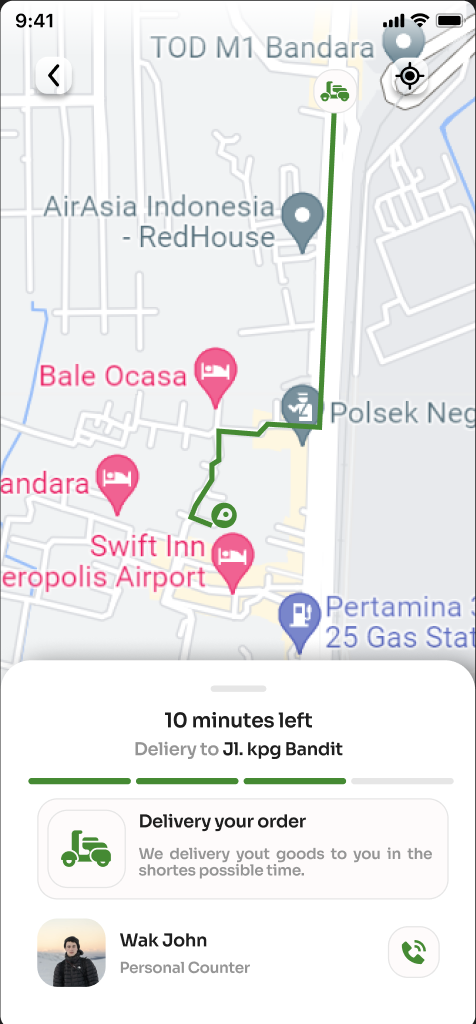 9:41
TOD M1 Bandara
AirAsia Indonesia
- RedHouse
Bale Ocasa
Polsek Neg
andara
Swift Inn
eropolis Airport
Pertamina 3
25 Gas Stat
10 minutes left
Deliery to Jl. kpg Bandit
Delivery your order
We delivery yout goods to you in the
shortes possible time.
Wak John
Personal Counter